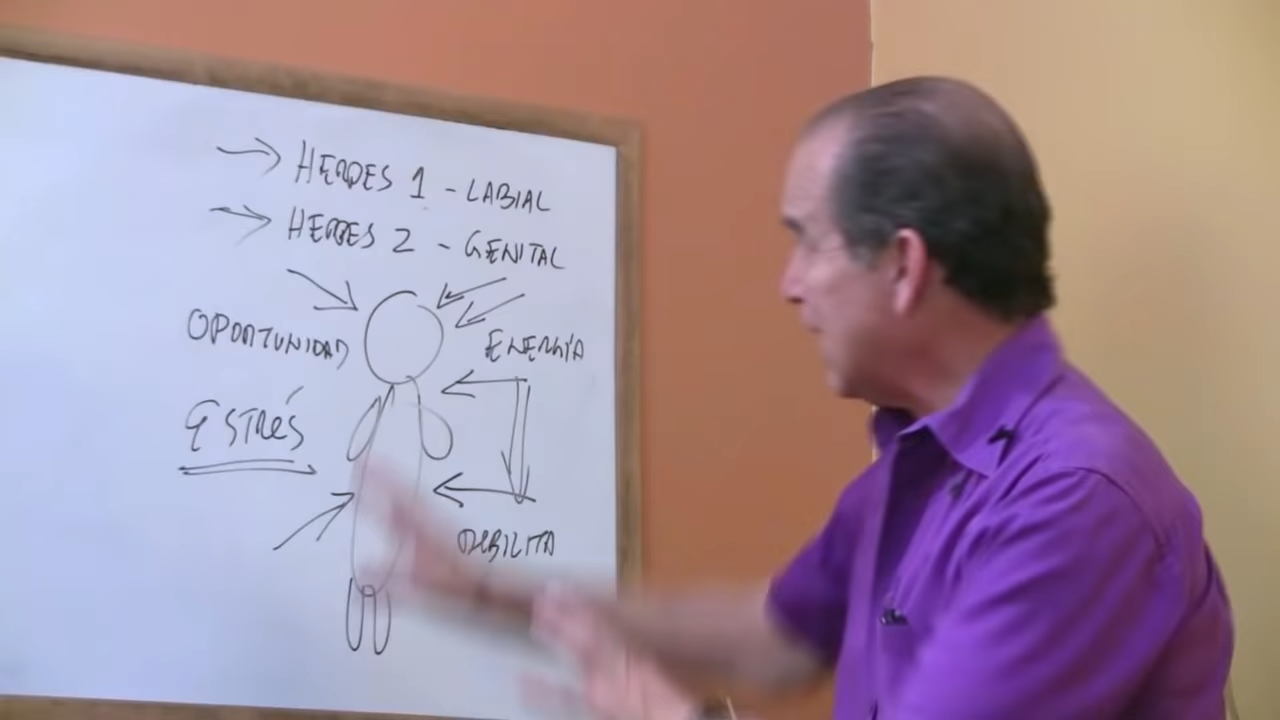 → HERPES 1 - LABIAL
→ HERPES 2 - GENITAL
OPORTUNIDAD
ENERGÍA
ESTRÉS
DEBILITA